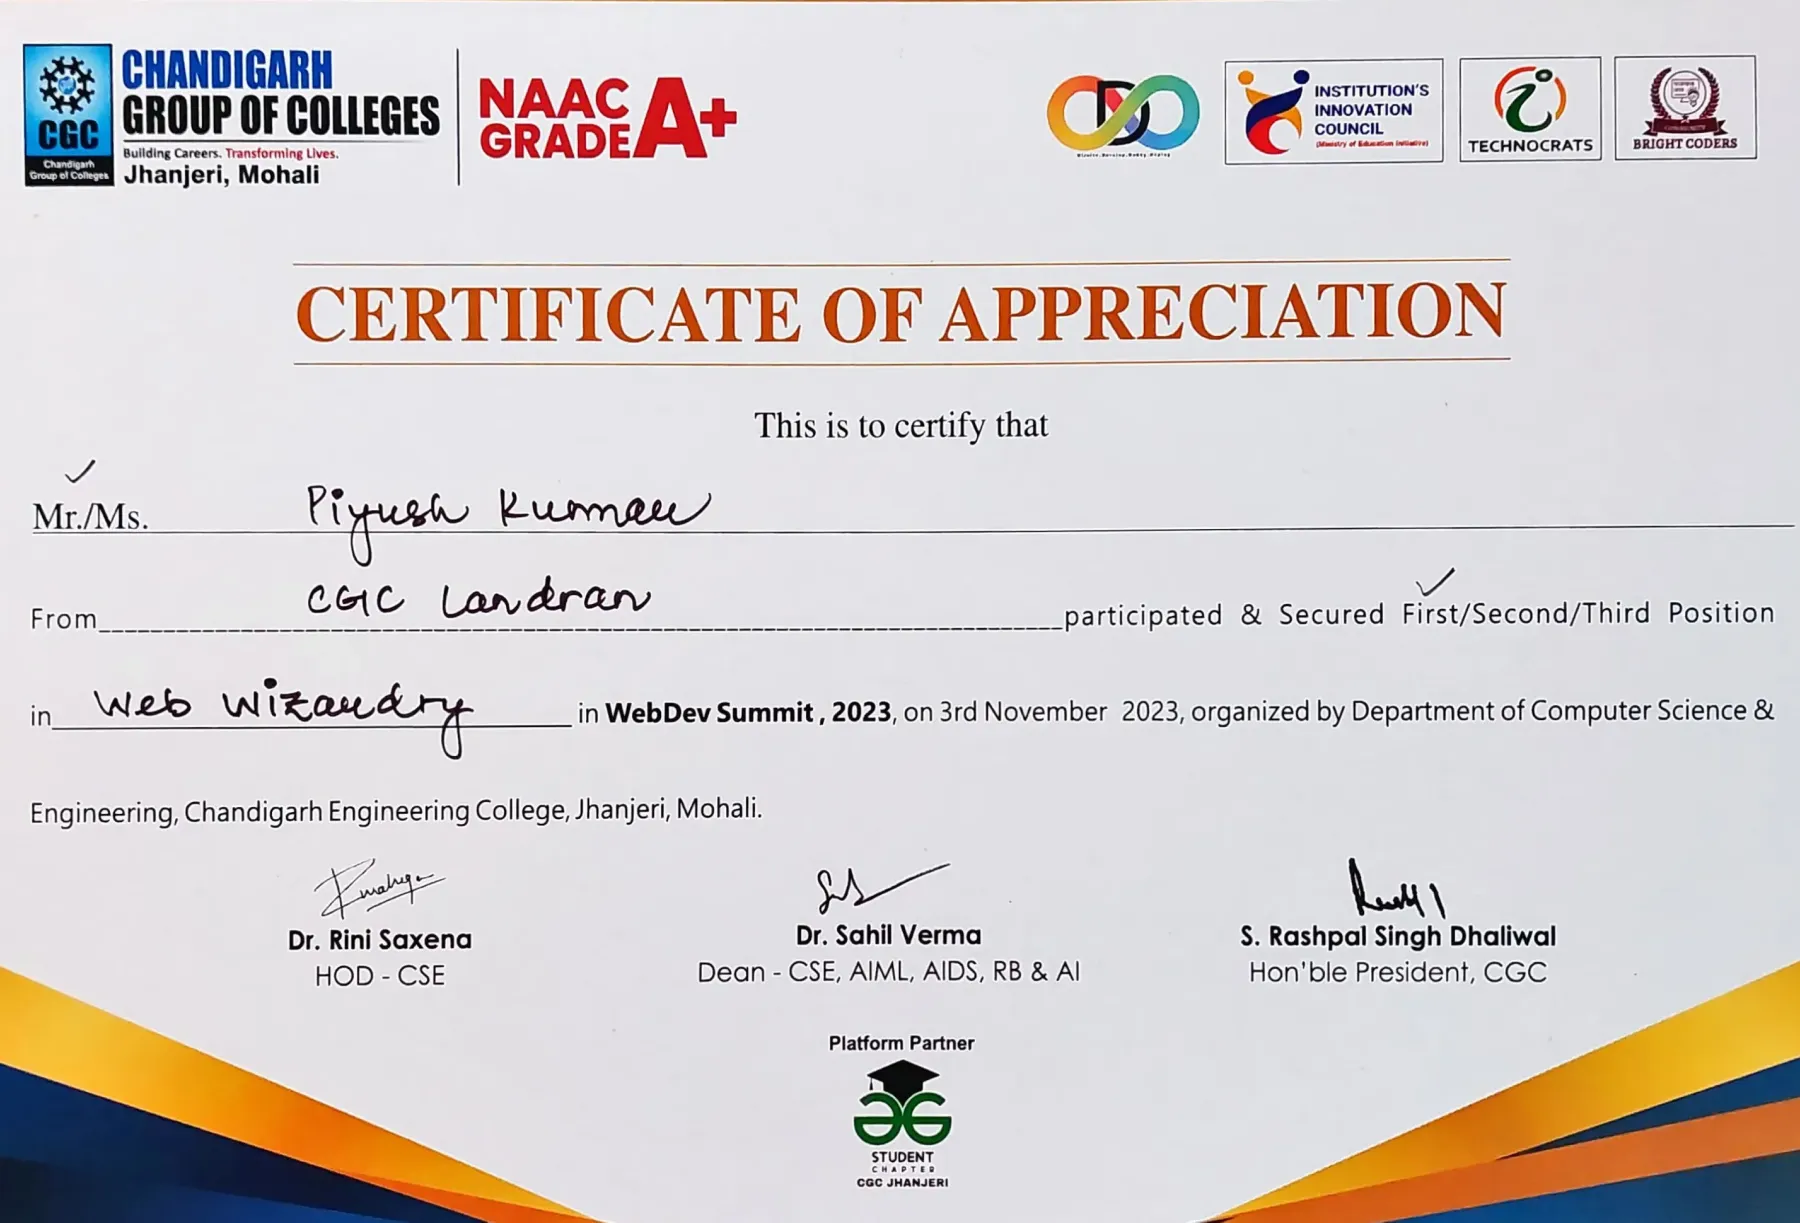 CHANDIGARH
GROUP OF COLLEGES
Building Careers. Transforming Lives.
Jhanjeri, Mohali
CGC
Chandigarh
Group of Colleges
NAAC
GRADE A+
INSTITUTION'S
INNOVATION
COUNCIL
(Ministry of Education Initiative)
TECHNOCRATS
BRIGHT CODERS
CERTIFICATE OF APPRECIATION
This is to certify that
Mr./Ms. Piyush Kumar
From CGC Landran participated & Secured First/Second/Third Position
in Web Wizardry in WebDev Summit, 2023, on 3rd November 2023, organized by Department of Computer Science &
Engineering, Chandigarh Engineering College, Jhanjeri, Mohali.
Dr. Rini Saxena
HOD - CSE
Dr. Sahil Verma
Dean - CSE, AIML, AIDS, RB & AI
S. Rashpal Singh Dhaliwal
Hon'ble President, CGC
Platform Partner
STUDENT
CHAPTER
CGC JHANJERI